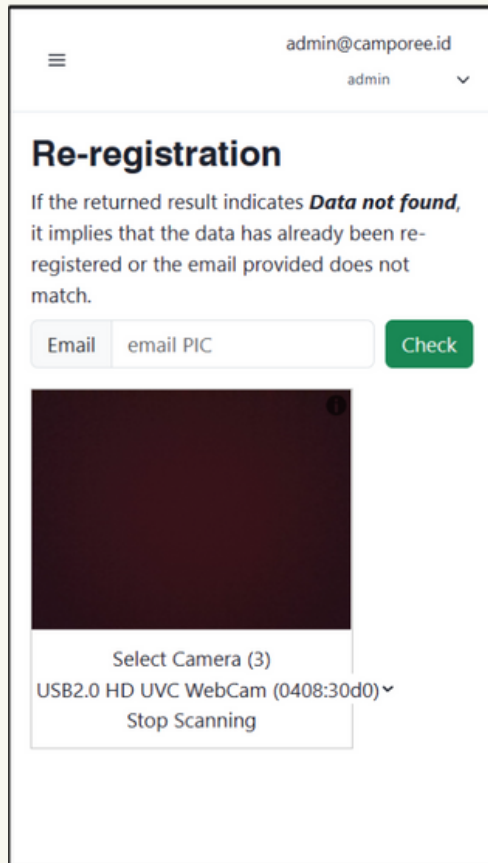 admin@camporee.id
admin
Re-registration
If the returned result indicates Data not found,
it implies that the data has already been re-
registered or the email provided does not
match.
Email email PIC Check
Select Camera (3)
USB2.0 HD UVC WebCam (0408:30d0)
Stop Scanning